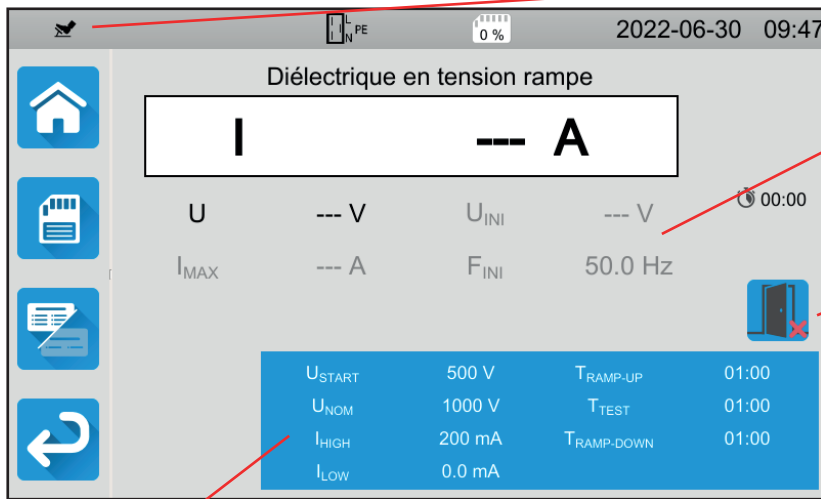 L N PE 0 % 2022-06-30 09:47
Diélectrique en tension rampe
I --- A
00:00
U --- V UINI --- V
IMAX --- A FINI 50.0 Hz
USTART 500 V TRAMP-UP 01:00
UNOM 1000 V TTEST 01:00
IHIGH 200 mA TRAMP-DOWN 01:00
ILOW 0.0 mA